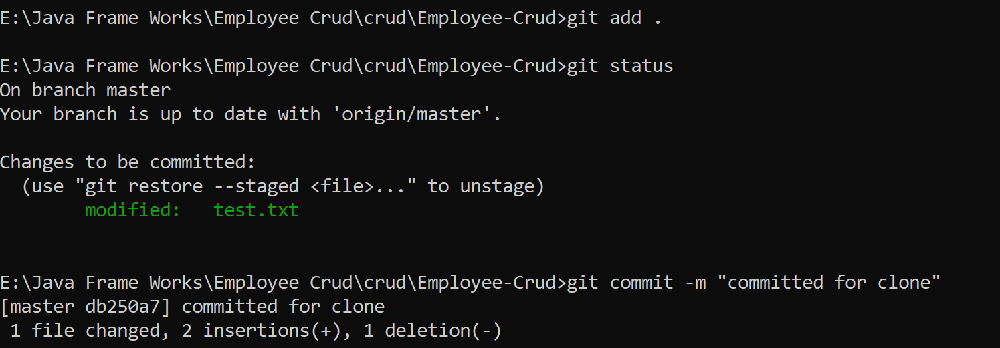 E:\Java Frame Works\Employee Crud\crud\Employee-Crud>git add .
E:\Java Frame Works\Employee Crud\crud\Employee-Crud>git status
On branch master
Your branch is up to date with 'origin/master'.
Changes to be committed:
  (use "git restore --staged <file>..." to unstage)
        modified:   test.txt
E:\Java Frame Works\Employee Crud\crud\Employee-Crud>git commit -m "committed for clone"
[master db250a7] committed for clone
 1 file changed, 2 insertions(+), 1 deletion(-)